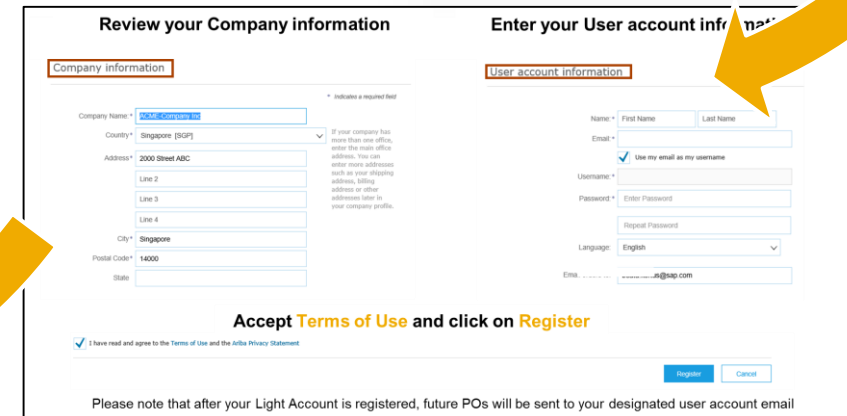 Review your Company information
Enter your User account
Company information
User account information
* Indicates a required field
Company Name:* ACME-Company Inc
Country* Singapore [SGP]
If your company has
more than one office,
enter the main office
address. You can
enter more addresses
such as your shipping
address, billing
address or other
addresses later in
your company profile.
Address* 2000 Street ABC
Line 2
Line 3
Line 4
City* Singapore
Postal Code* 14000
State
Name:* First Name Last Name
Email:*
Use my email as my username
Username:*
Password:* Enter Password
Repeat Password
Language: English
@sap.com
Accept Terms of Use and click on Register
I have read and agree to the Terms of Use and the Ariba Privacy Statement
Register Cancel
Please note that after your Light Account is registered, future POs will be sent to your designated user account email